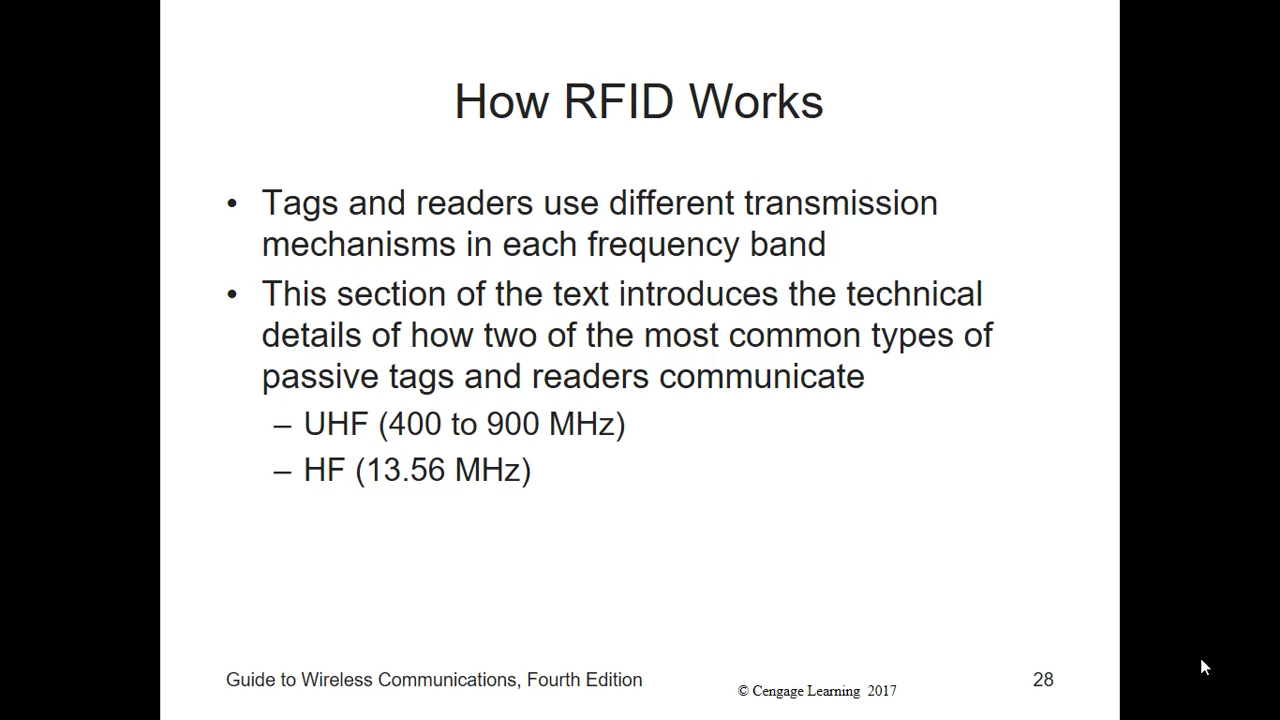 How RFID Works
• Tags and readers use different transmission
mechanisms in each frequency band
• This section of the text introduces the technical
details of how two of the most common types of
passive tags and readers communicate
– UHF (400 to 900 MHz)
– HF (13.56 MHz)
Guide to Wireless Communications, Fourth Edition
© Cengage Learning 2017
28